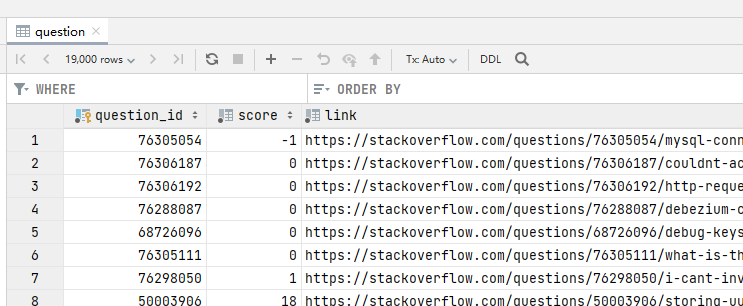 question
19,000 rows
Tx: Auto
DDL
WHERE
ORDER BY
question_id score link
1 76305054 -1 https://stackoverflow.com/questions/76305054/mysql-conn
2 76306187 0 https://stackoverflow.com/questions/76306187/couldnt-ac
3 76306192 0 https://stackoverflow.com/questions/76306192/http-reque
4 76288087 0 https://stackoverflow.com/questions/76288087/debezium-c
5 68726096 0 https://stackoverflow.com/questions/68726096/debug-keys
6 76305111 0 https://stackoverflow.com/questions/76305111/what-is-th
7 76298050 1 https://stackoverflow.com/questions/76298050/i-cant-inv
8 50003906 18 https://stackoverflow.com/questions/50003906/storing-uu